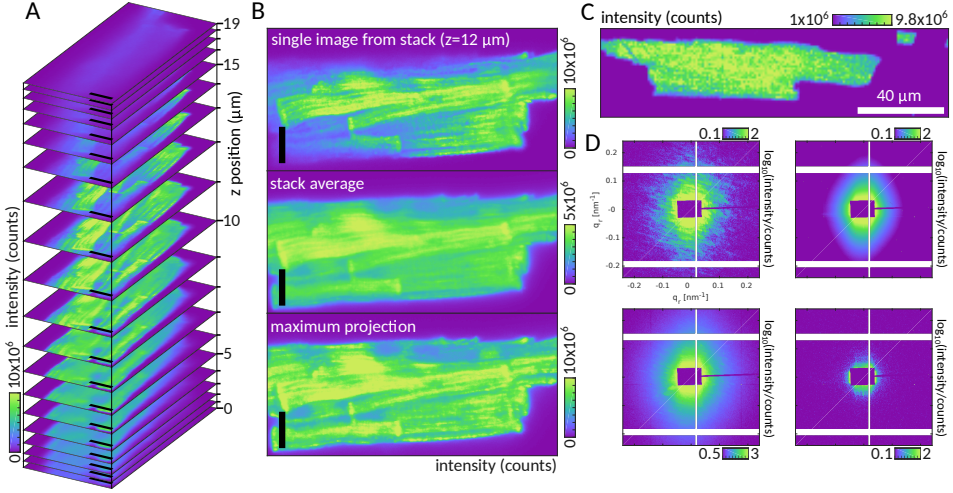 A
19
15
10
5
0
z position (μm)
intensity (counts)
0 10x10⁶
B
single image from stack (z=12 μm)
0 10x10⁶
stack average
0 5x10⁶
maximum projection
0 10x10⁶
intensity (counts)
C
intensity (counts)
1x10⁶ 9.8x10⁶
40 μm
D
0.1 2
0.2
0.1
-0
-0.1
-0.2
qᵣ [nm⁻¹]
-0.2 -0.1 0 0.1 0.2
qᵣ [nm⁻¹]
log₁₀(intensity/counts)
0.1 2
log₁₀(intensity/counts)
log₁₀(intensity/counts)
0.5 3
log₁₀(intensity/counts)
0.1 2